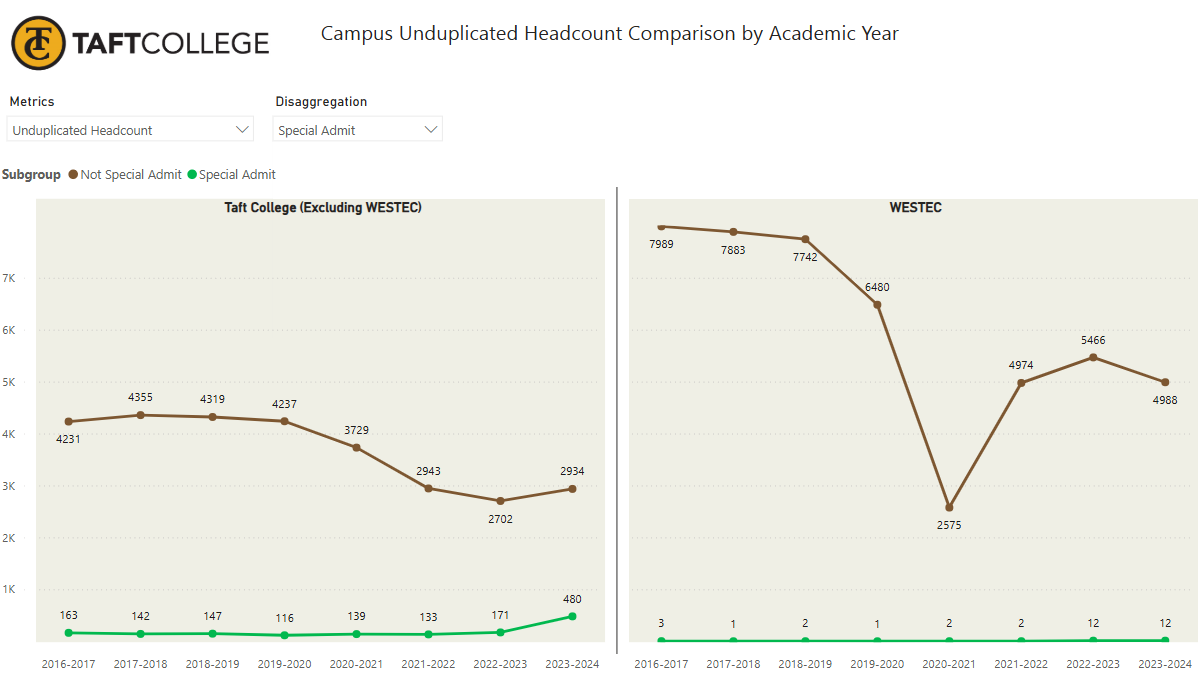 TC
TAFTCOLLEGE
Campus Unduplicated Headcount Comparison by Academic Year
Metrics
Disaggregation
Unduplicated Headcount
Special Admit
Subgroup Not Special Admit Special Admit
Taft College (Excluding WESTEC)
7K
6K
5K
4K
3K
2K
1K
4231
4355
4319
4237
3729
2943
2702
2934
163
142
147
116
139
133
171
480
2016-2017
2017-2018
2018-2019
2019-2020
2020-2021
2021-2022
2022-2023
2023-2024
WESTEC
7989
7883
7742
6480
2575
4974
5466
4988
3
1
2
1
2
2
12
12
2016-2017
2017-2018
2018-2019
2019-2020
2020-2021
2021-2022
2022-2023
2023-2024